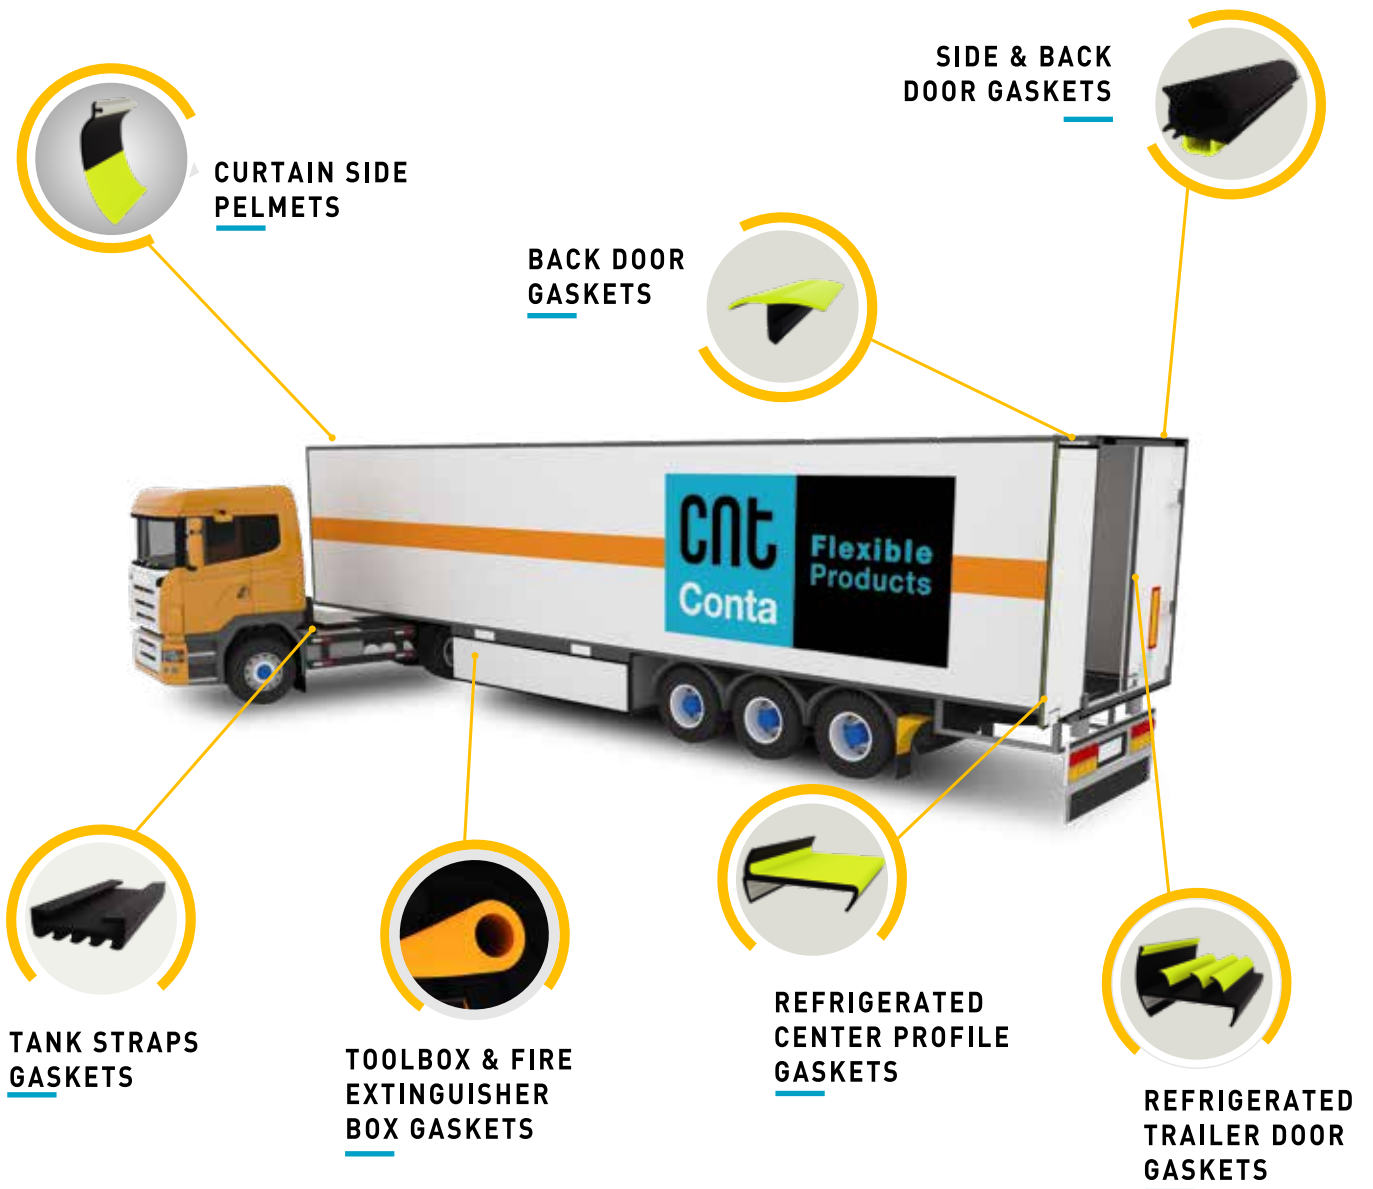 SIDE & BACK
DOOR GASKETS
CURTAIN SIDE
PELMETS
BACK DOOR
GASKETS
cnt
Conta
Flexible
Products
TANK STRAPS
GASKETS
TOOLBOX & FIRE
EXTINGUISHER
BOX GASKETS
REFRIGERATED
CENTER PROFILE
GASKETS
REFRIGERATED
TRAILER DOOR
GASKETS